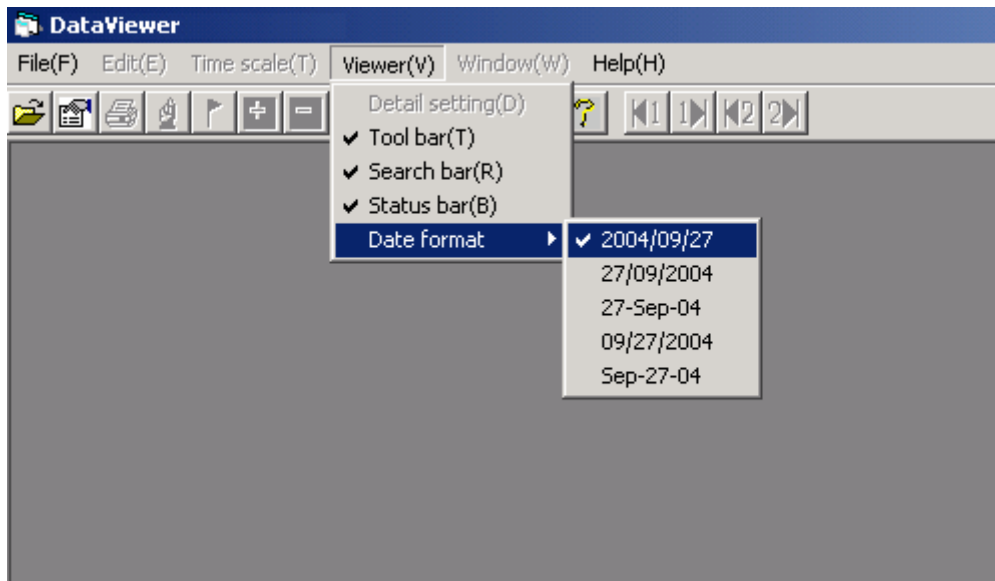 DataViewer
File(F) Edit(E) Time scale(T) Viewer(V) Window(W) Help(H)
1 1 2 2
Detail setting(D)
Tool bar(T)
Search bar(R)
Status bar(B)
Date format
2004/09/27
27/09/2004
27-Sep-04
09/27/2004
Sep-27-04